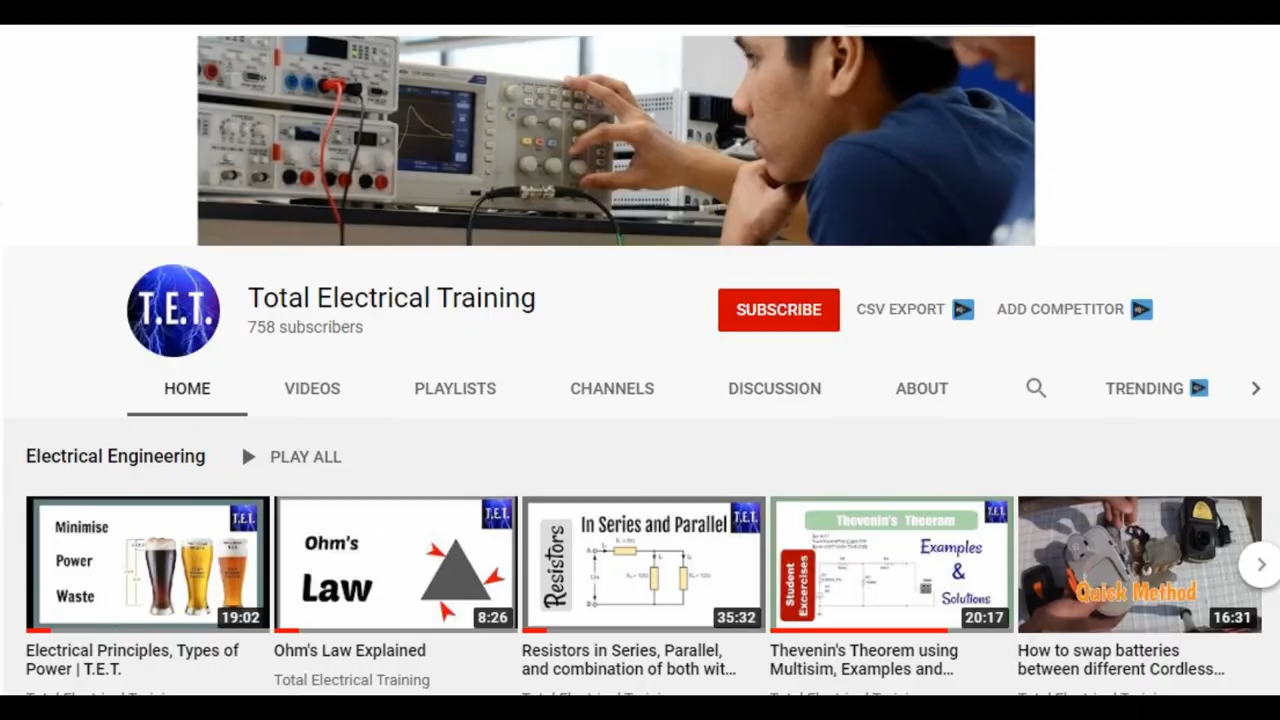 T.E.T.
Total Electrical Training
758 subscribers
SUBSCRIBE
CSV EXPORT
ADD COMPETITOR
HOME
VIDEOS
PLAYLISTS
CHANNELS
DISCUSSION
ABOUT
TRENDING
Electrical Engineering
PLAY ALL
Minimise
Power
Waste
T.E.T.
19:02
Ohm's
Law
T.E.T.
8:26
Resistors
In Series and Parallel
T.E.T.
35:32
Thevenin's Theoram
Examples
&
Solutions
Student
Excercises
T.E.T.
20:17
Quick Method
16:31
Electrical Principles, Types of
Power | T.E.T.
Ohm's Law Explained
Total Electrical Training
Resistors in Series, Parallel,
and combination of both wit...
Thevenin's Theorem using
Multisim, Examples and...
How to swap batteries
between different Cordless...